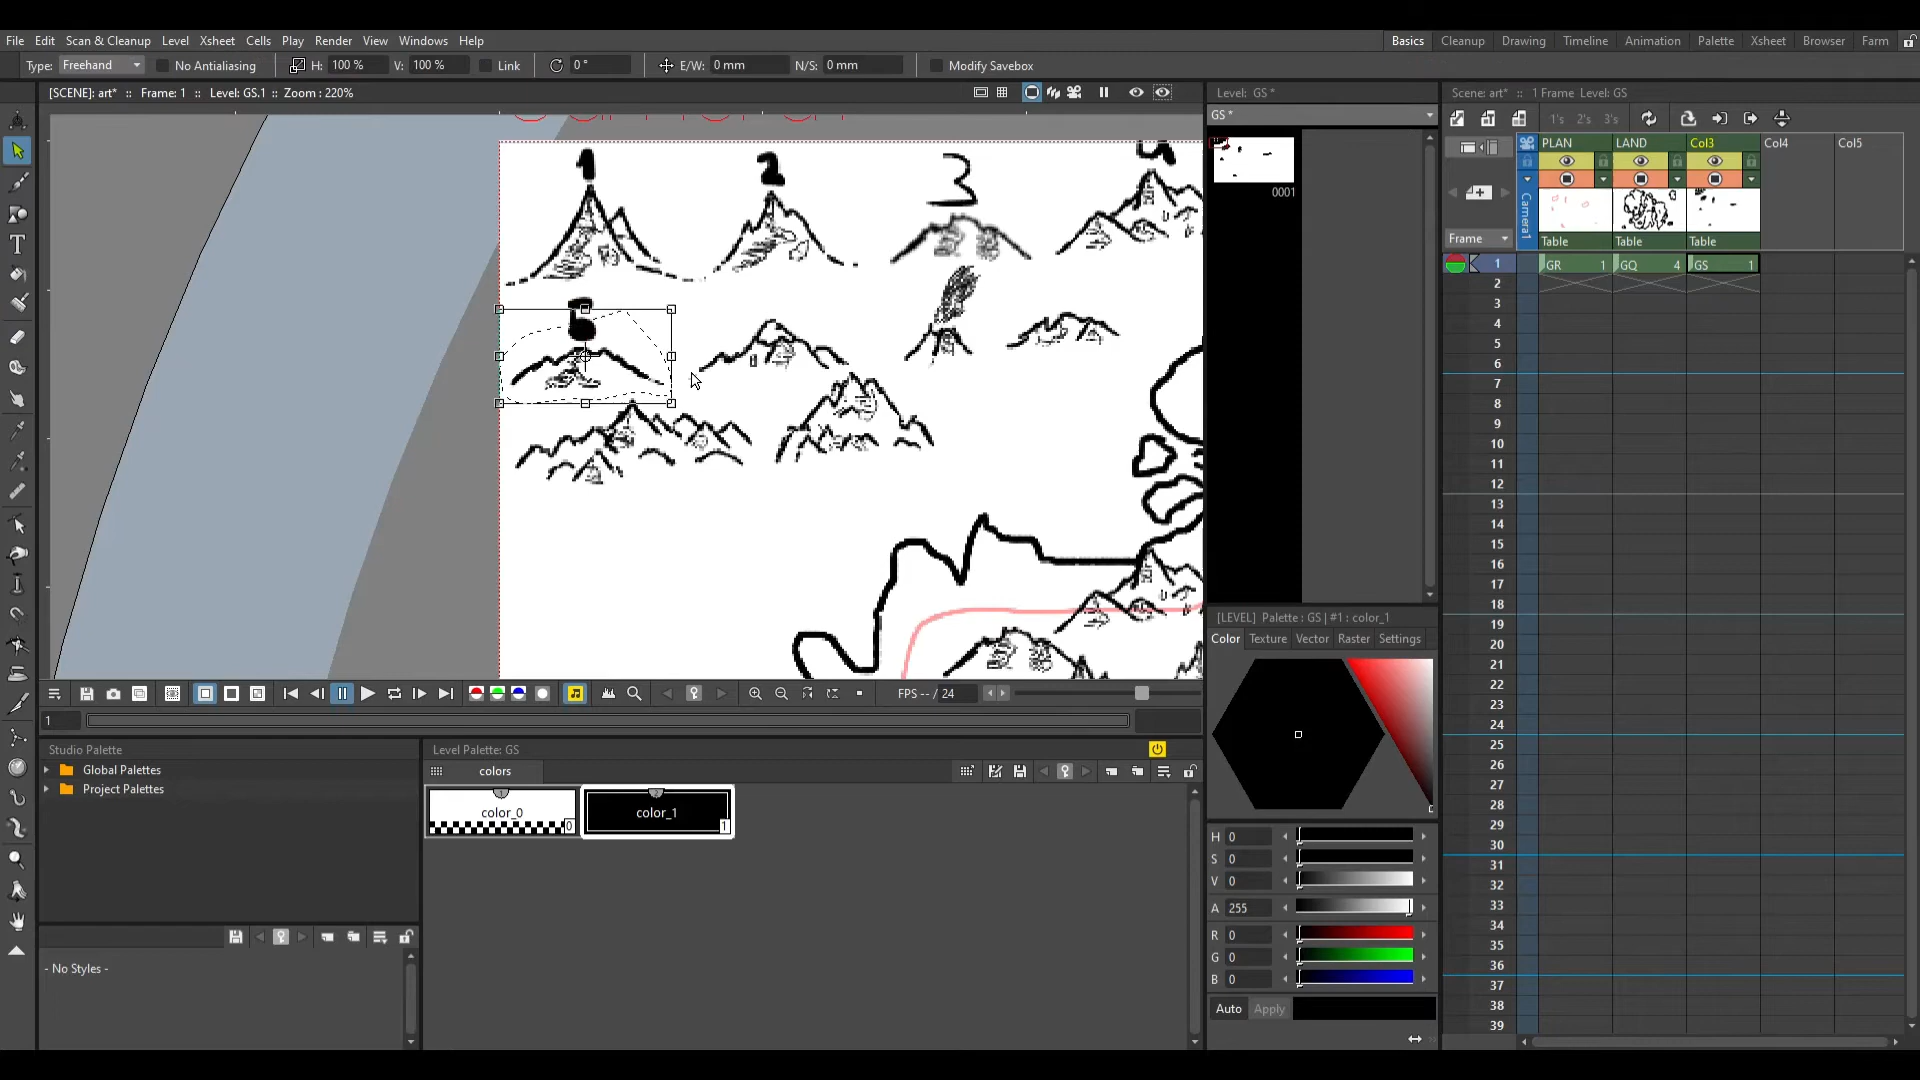 File Edit Scan & Cleanup Level Xsheet Cells Play Render View Windows Help
Basics Cleanup Drawing Timeline Animation Palette Xsheet Browser Farm
Type: Freehand No Antialiasing H: 100 % V: 100 % Link 0 ° E/W: 0 mm N/S: 0 mm Modify Savebox
[SCENE]: art* :: Frame: 1 :: Level: GS.1 :: Zoom : 220%
Level: GS *
Scene: art* :: 1 Frame Level: GS
GS *
1's 2's 3's
PLAN LAND Col3 Col4 Col5
1 2 3 4
0001
Camera1
Frame
Table Table Table
1 GR 1 GQ 4 GS 1
2
3
4
5
6
7
8
9
10
11
12
13
14
15
16
17
18
19
20
21
22
23
24
25
26
27
28
29
30
31
32
33
34
35
36
37
38
39
5
[LEVEL] Palette : GS | #1 : color_1
Color Texture Vector Raster Settings
FPS -- / 24
1
Studio Palette
Global Palettes
Project Palettes
Level Palette: GS
colors
1 2
color_0 color_1
0 1
H 0
S 0
V 0
A 255
R 0
G 0
B 0
Auto Apply
- No Styles -